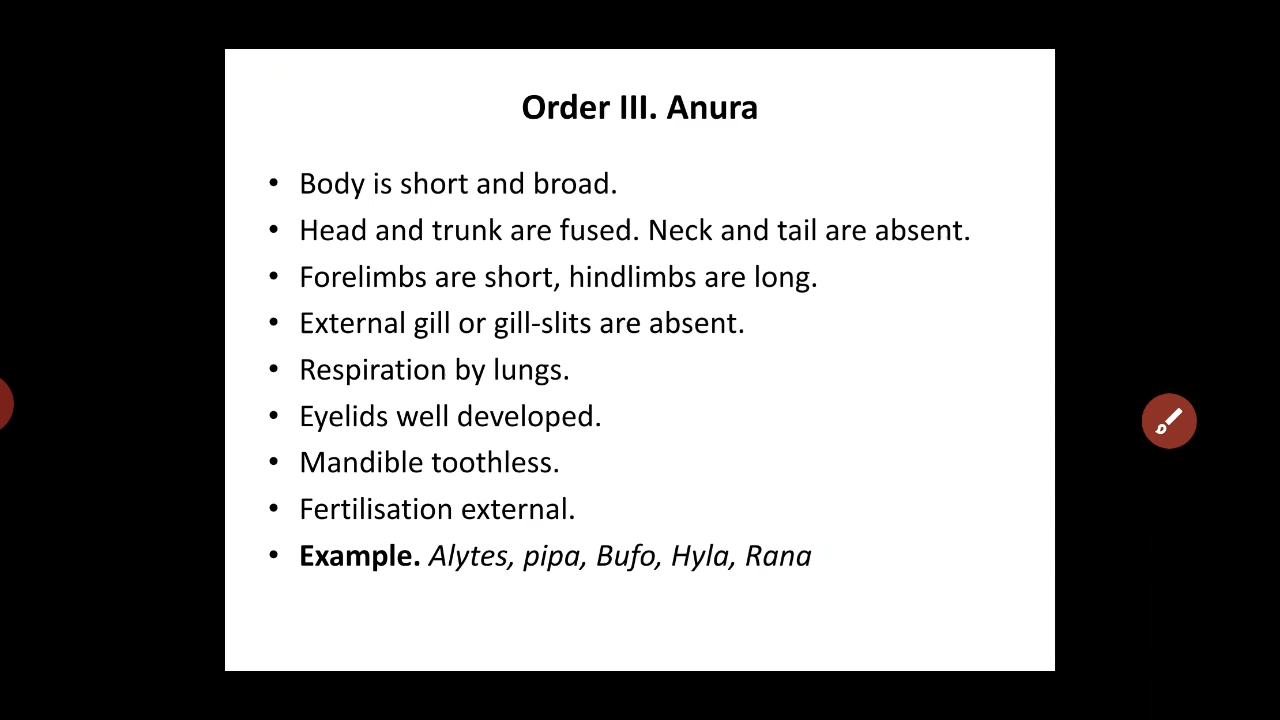 Order III. Anura
• Body is short and broad.
• Head and trunk are fused. Neck and tail are absent.
• Forelimbs are short, hindlimbs are long.
• External gill or gill-slits are absent.
• Respiration by lungs.
• Eyelids well developed.
• Mandible toothless.
• Fertilisation external.
• Example. Alytes, pipa, Bufo, Hyla, Rana